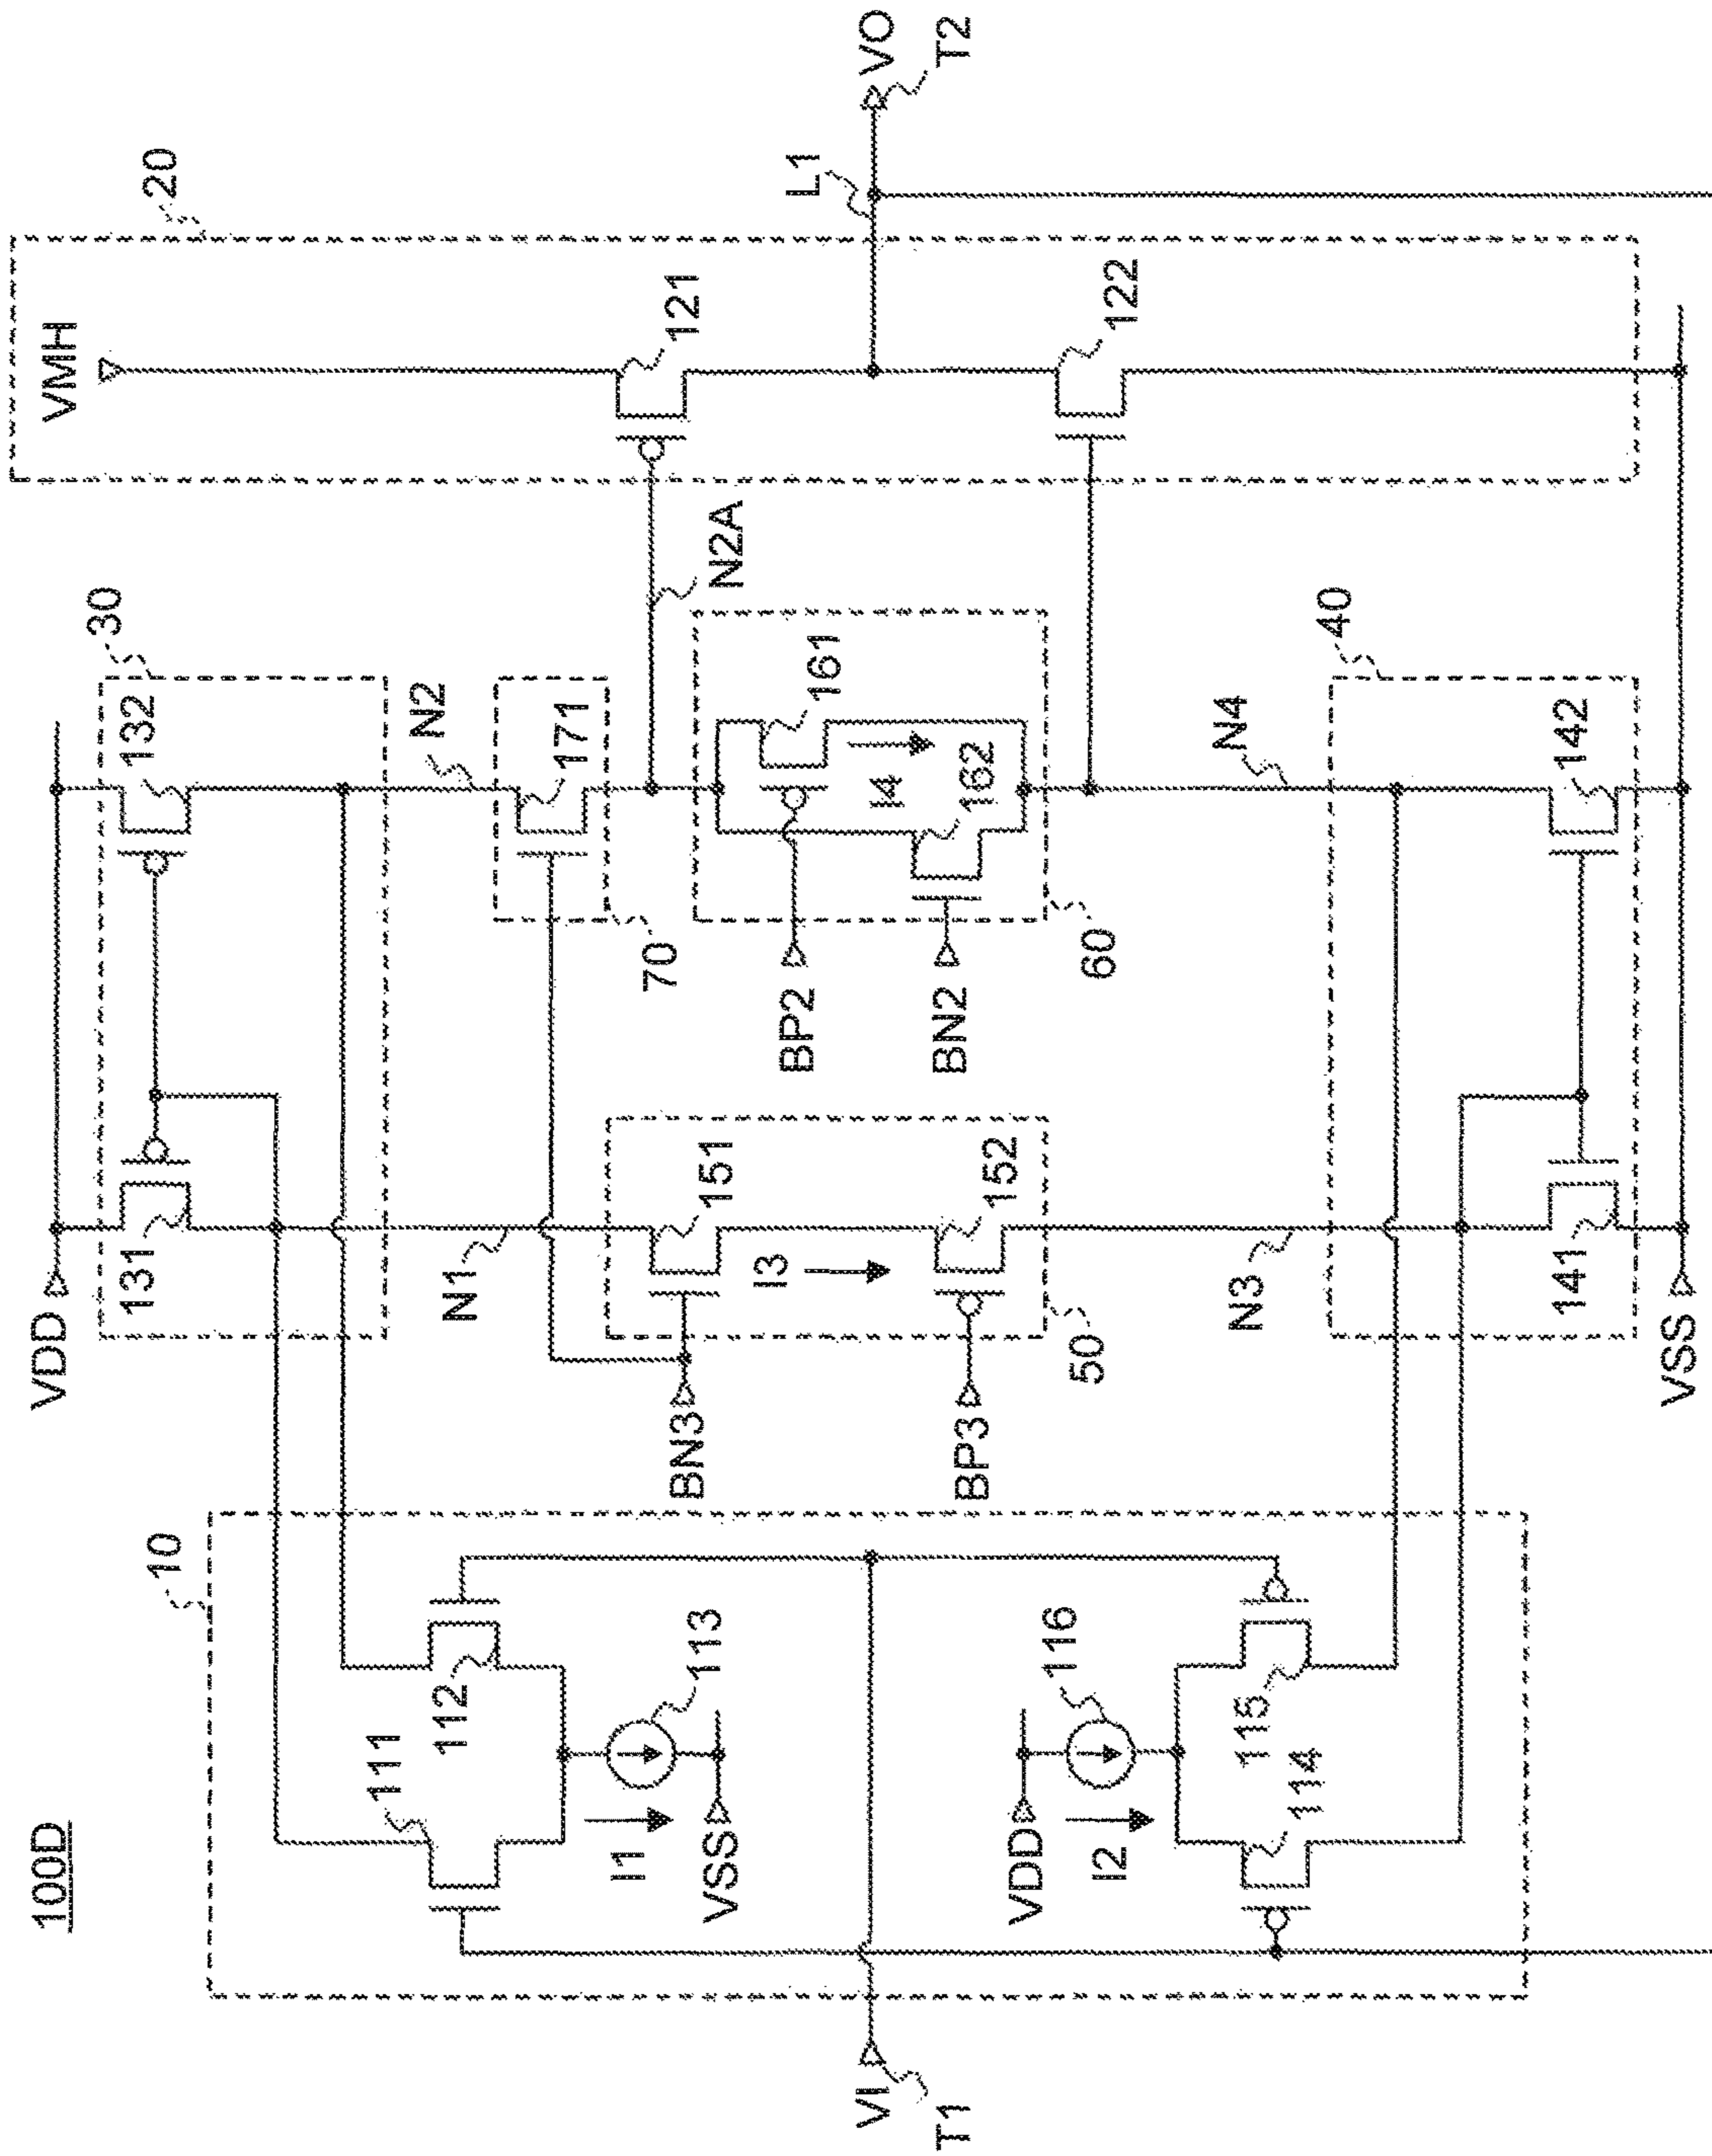 100D
VDD
30
20
VMH
131
132
10
N1
N2
111
112
113
I1
VSS
BN3
70
171
N2A
121
151
I3
BP3
152
50
BP2
BN2
161
I4
162
60
L1
VO
T2
VI
T1
VDD
116
I2
114
115
122
N3
N4
40
141
142
VSS